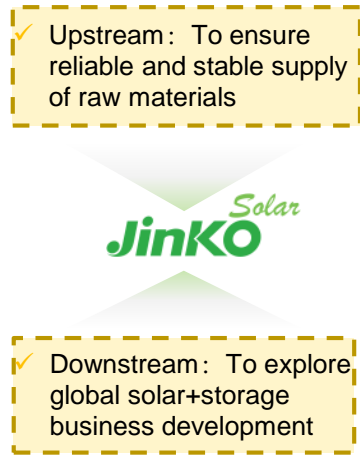 ✓ Upstream： To ensure
reliable and stable supply
of raw materials
Solar
JinKO
✓ Downstream： To explore
global solar+storage
business development